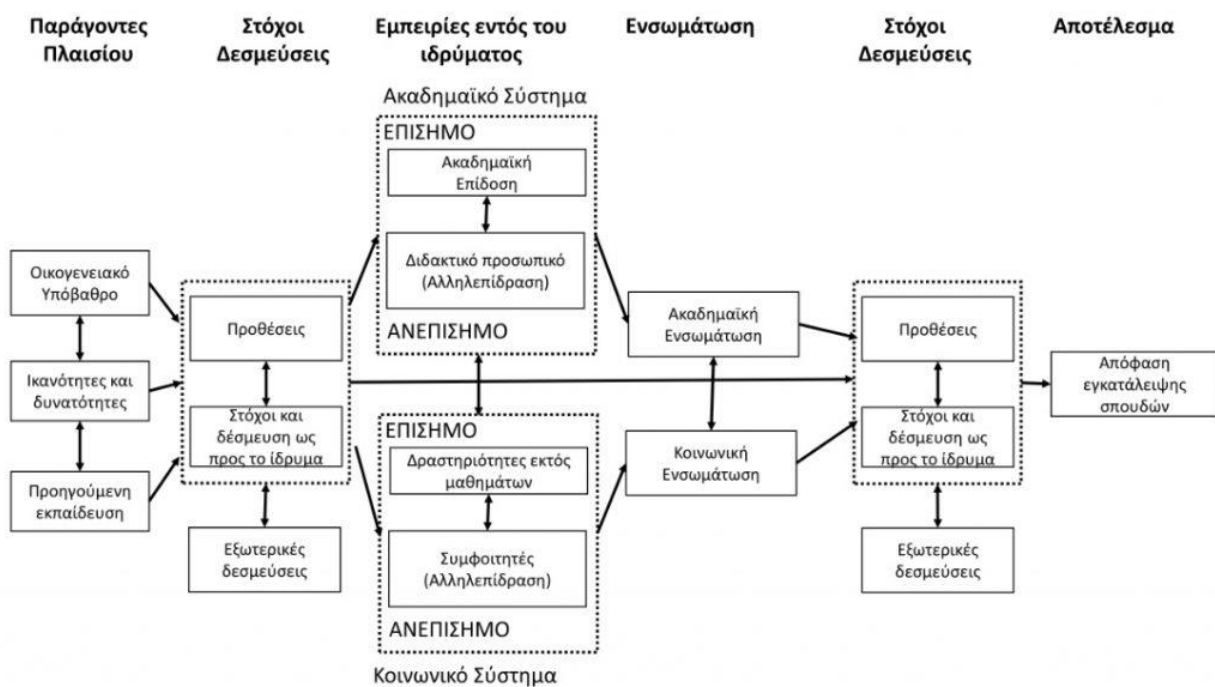 Παράγοντες
Πλαισίου
Στόχοι
Δεσμεύσεις
Εμπειρίες εντός του
ιδρύματος
Ενσωμάτωση
Στόχοι
Δεσμεύσεις
Αποτέλεσμα
Οικογενειακό
Υπόβαθρο
Ικανότητες και
δυνατότητες
Προηγούμενη
εκπαίδευση
Προθέσεις
Στόχοι και
δέσμευση ως
προς το ίδρυμα
Εξωτερικές
δεσμεύσεις
Ακαδημαϊκό Σύστημα
ΕΠΙΣΗΜΟ
Ακαδημαϊκή
Επίδοση
Διδακτικό προσωπικό
(Αλληλεπίδραση)
ΑΝΕΠΙΣΗΜΟ
ΕΠΙΣΗΜΟ
Δραστηριότητες εκτός
μαθημάτων
Συμφοιτητές
(Αλληλεπίδραση)
ΑΝΕΠΙΣΗΜΟ
Κοινωνικό Σύστημα
Ακαδημαϊκή
Ενσωμάτωση
Κοινωνική
Ενσωμάτωση
Προθέσεις
Στόχοι και
δέσμευση ως
προς το ίδρυμα
Εξωτερικές
δεσμεύσεις
Απόφαση
εγκατάλειψης
σπουδών